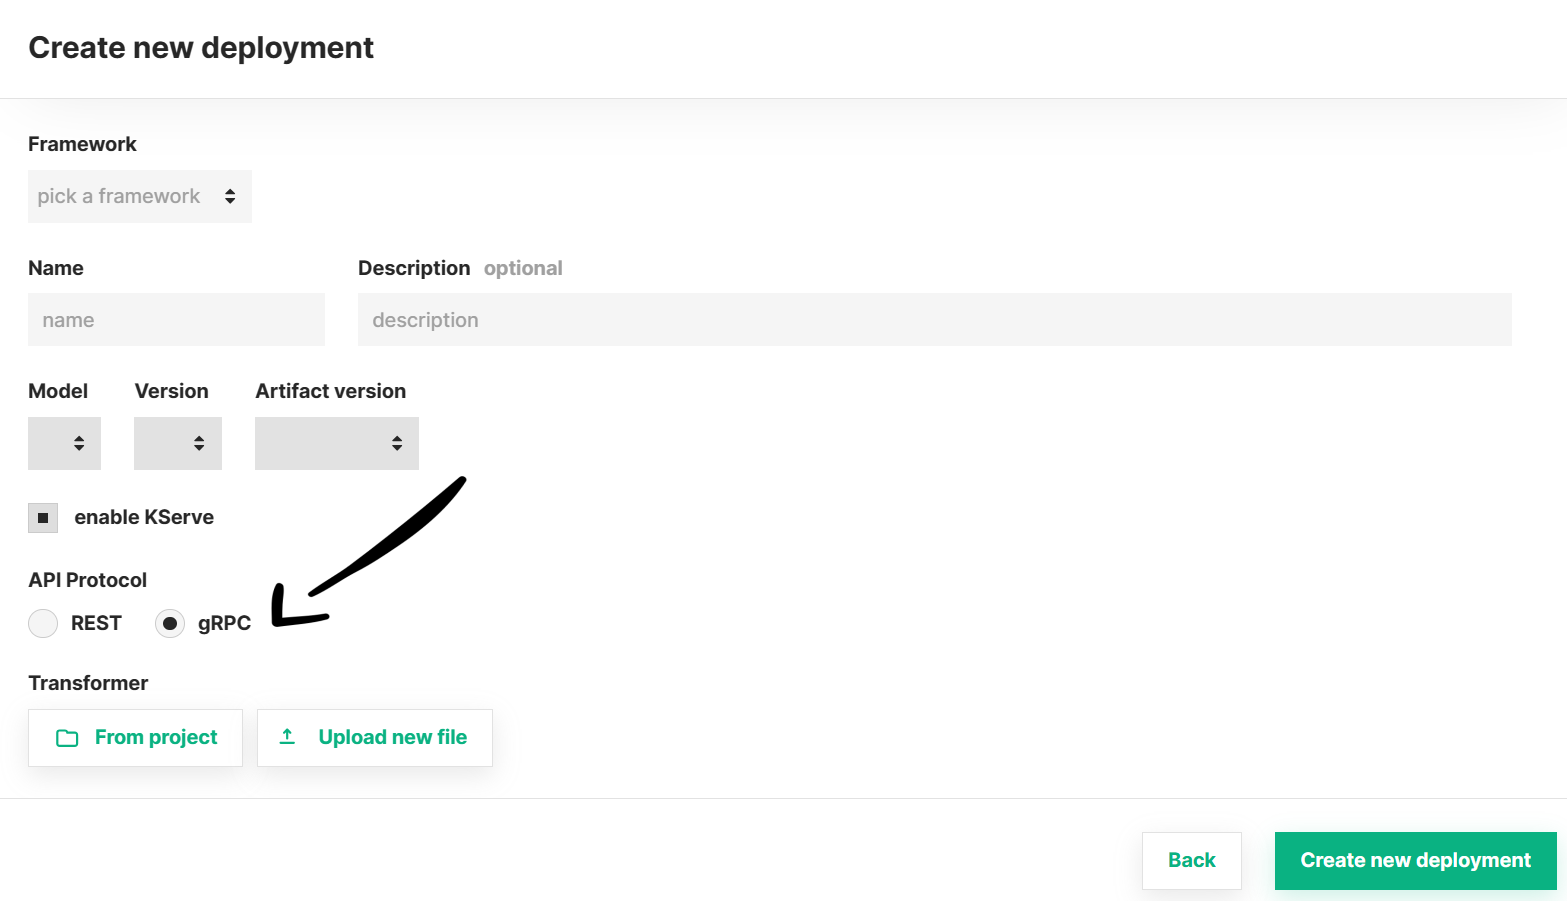 Create new deployment
Framework
pick a framework
Name
Description optional
name
description
Model Version Artifact version
enable KServe
API Protocol
REST gRPC
Transformer
From project Upload new file
Back Create new deployment